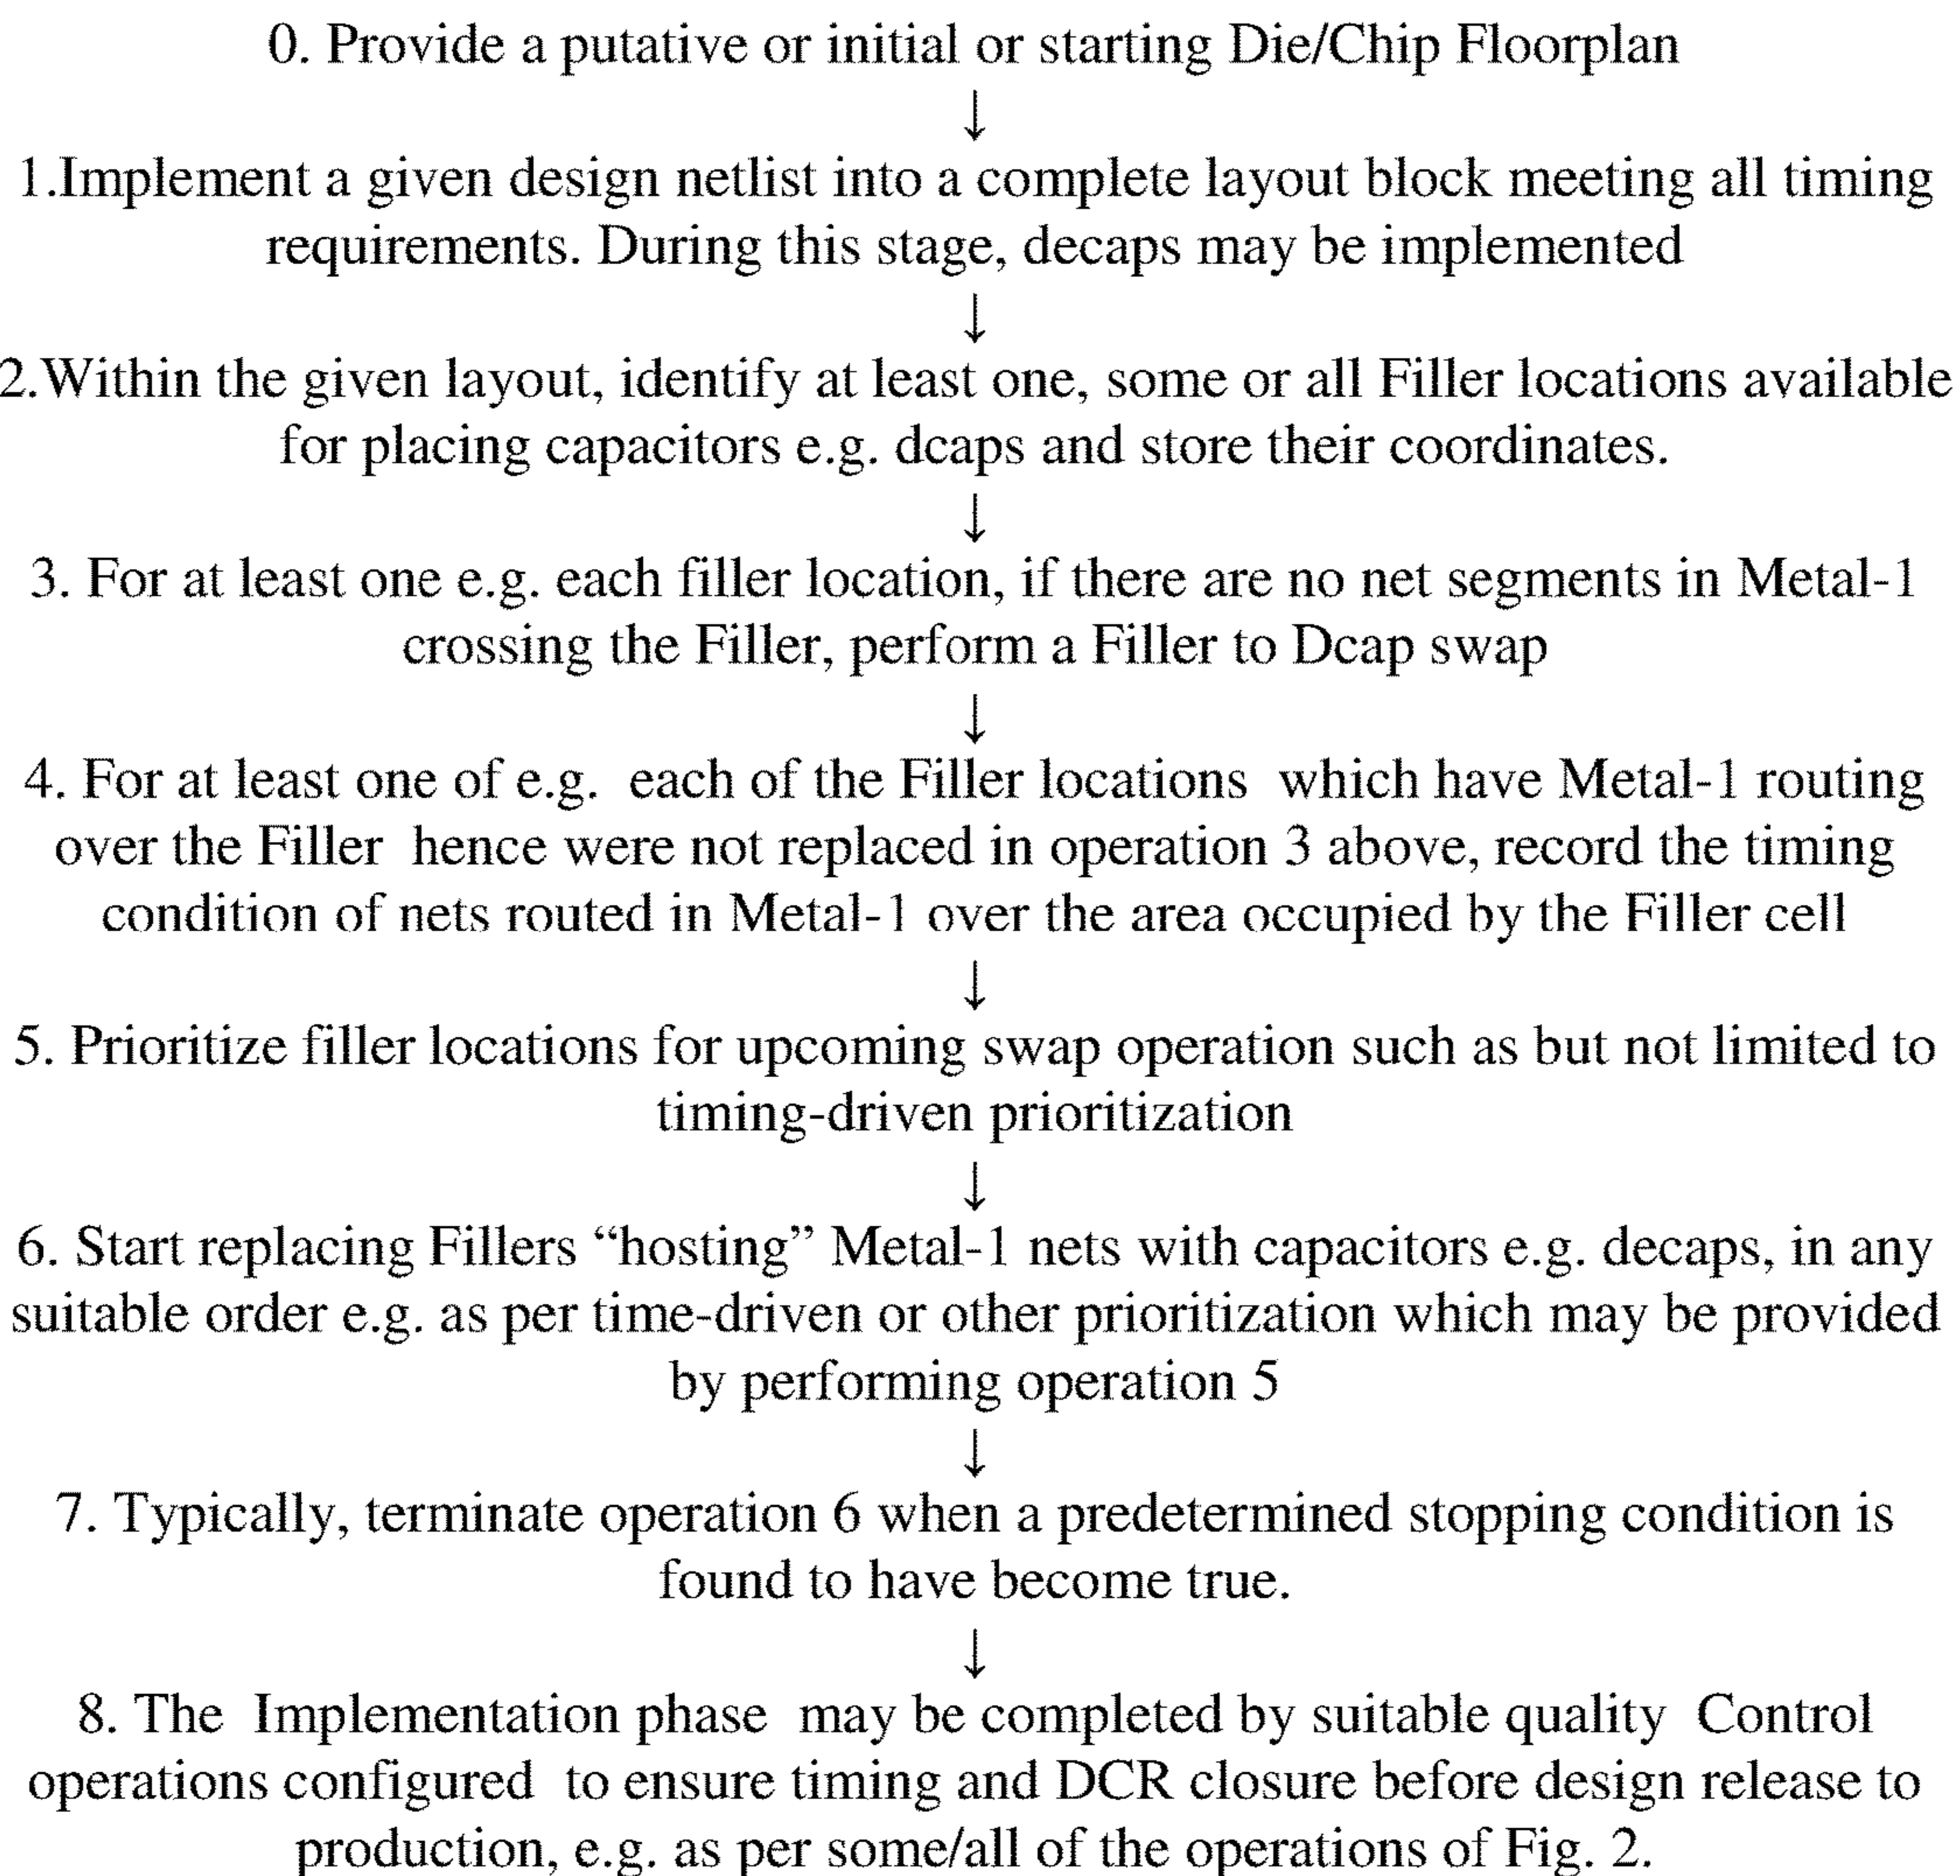 0. Provide a putative or initial or starting Die/Chip Floorplan
↓
1.Implement a given design netlist into a complete layout block meeting all timing
requirements. During this stage, decaps may be implemented
↓
2.Within the given layout, identify at least one, some or all Filler locations available
for placing capacitors e.g. dcaps and store their coordinates.
↓
3. For at least one e.g. each filler location, if there are no net segments in Metal-1
crossing the Filler, perform a Filler to Dcap swap
↓
4. For at least one of e.g. each of the Filler locations which have Metal-1 routing
over the Filler hence were not replaced in operation 3 above, record the timing
condition of nets routed in Metal-1 over the area occupied by the Filler cell
↓
5. Prioritize filler locations for upcoming swap operation such as but not limited to
timing-driven prioritization
↓
6. Start replacing Fillers “hosting” Metal-1 nets with capacitors e.g. decaps, in any
suitable order e.g. as per time-driven or other prioritization which may be provided
by performing operation 5
↓
7. Typically, terminate operation 6 when a predetermined stopping condition is
found to have become true.
↓
8. The Implementation phase may be completed by suitable quality Control
operations configured to ensure timing and DCR closure before design release to
production, e.g. as per some/all of the operations of Fig. 2.